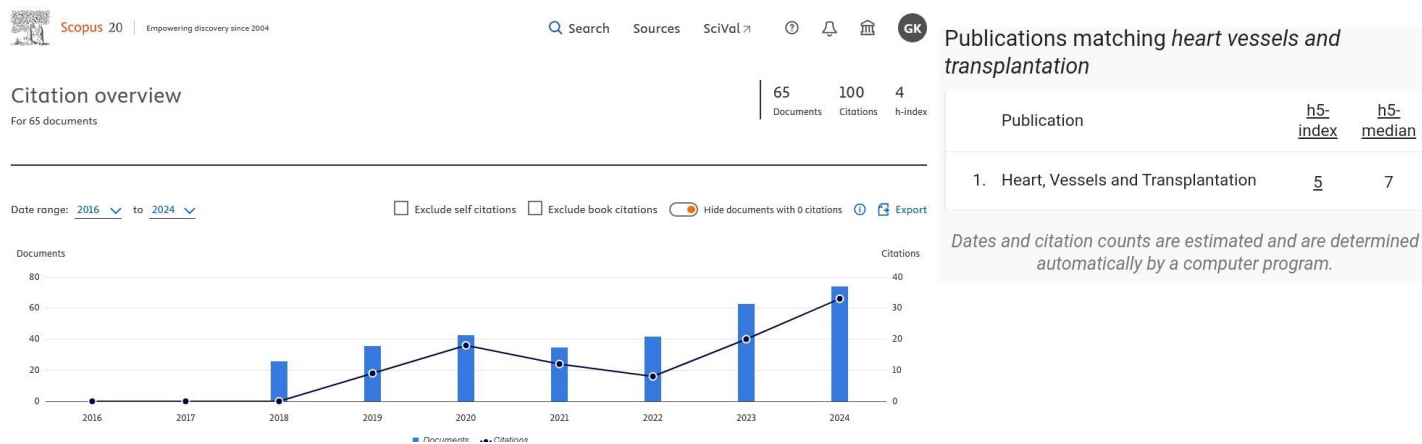 Scopus 20 Empowering discovery since 2004
Search Sources SciVal GK
Citation overview
For 65 documents
65 100 4
Documents Citations h-index
Date range: 2016 to 2024
Exclude self citations Exclude book citations Hide documents with 0 citations Export
Documents Citations
80 40
60 30
40 20
20 10
0 0
2016 2017 2018 2019 2020 2021 2022 2023 2024
Documents Citations
Publications matching heart vessels and
transplantation
Publication h5-index h5-median
1. Heart, Vessels and Transplantation 5 7
Dates and citation counts are estimated and are determined
automatically by a computer program.